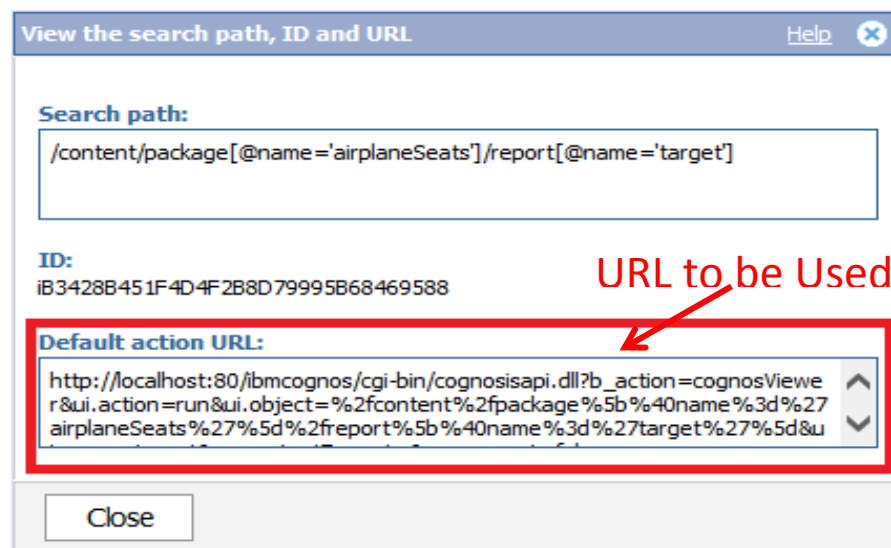 View the search path, ID and URL Help
Search path:
/content/package[@name='airplaneSeats']/report[@name='target']
ID:
iB3428B451F4D4F2B8D79995B68469588
URL to be Used
Default action URL:
http://localhost:80/ibmcognos/cgi-bin/cognosisapi.dll?b_action=cognosViewe
r&ui.action=run&ui.object=%2fcontent%2fpackage%5b%40name%3d%27
airplaneSeats%27%5d%2freport%5b%40name%3d%27target%27%5d&u
Close